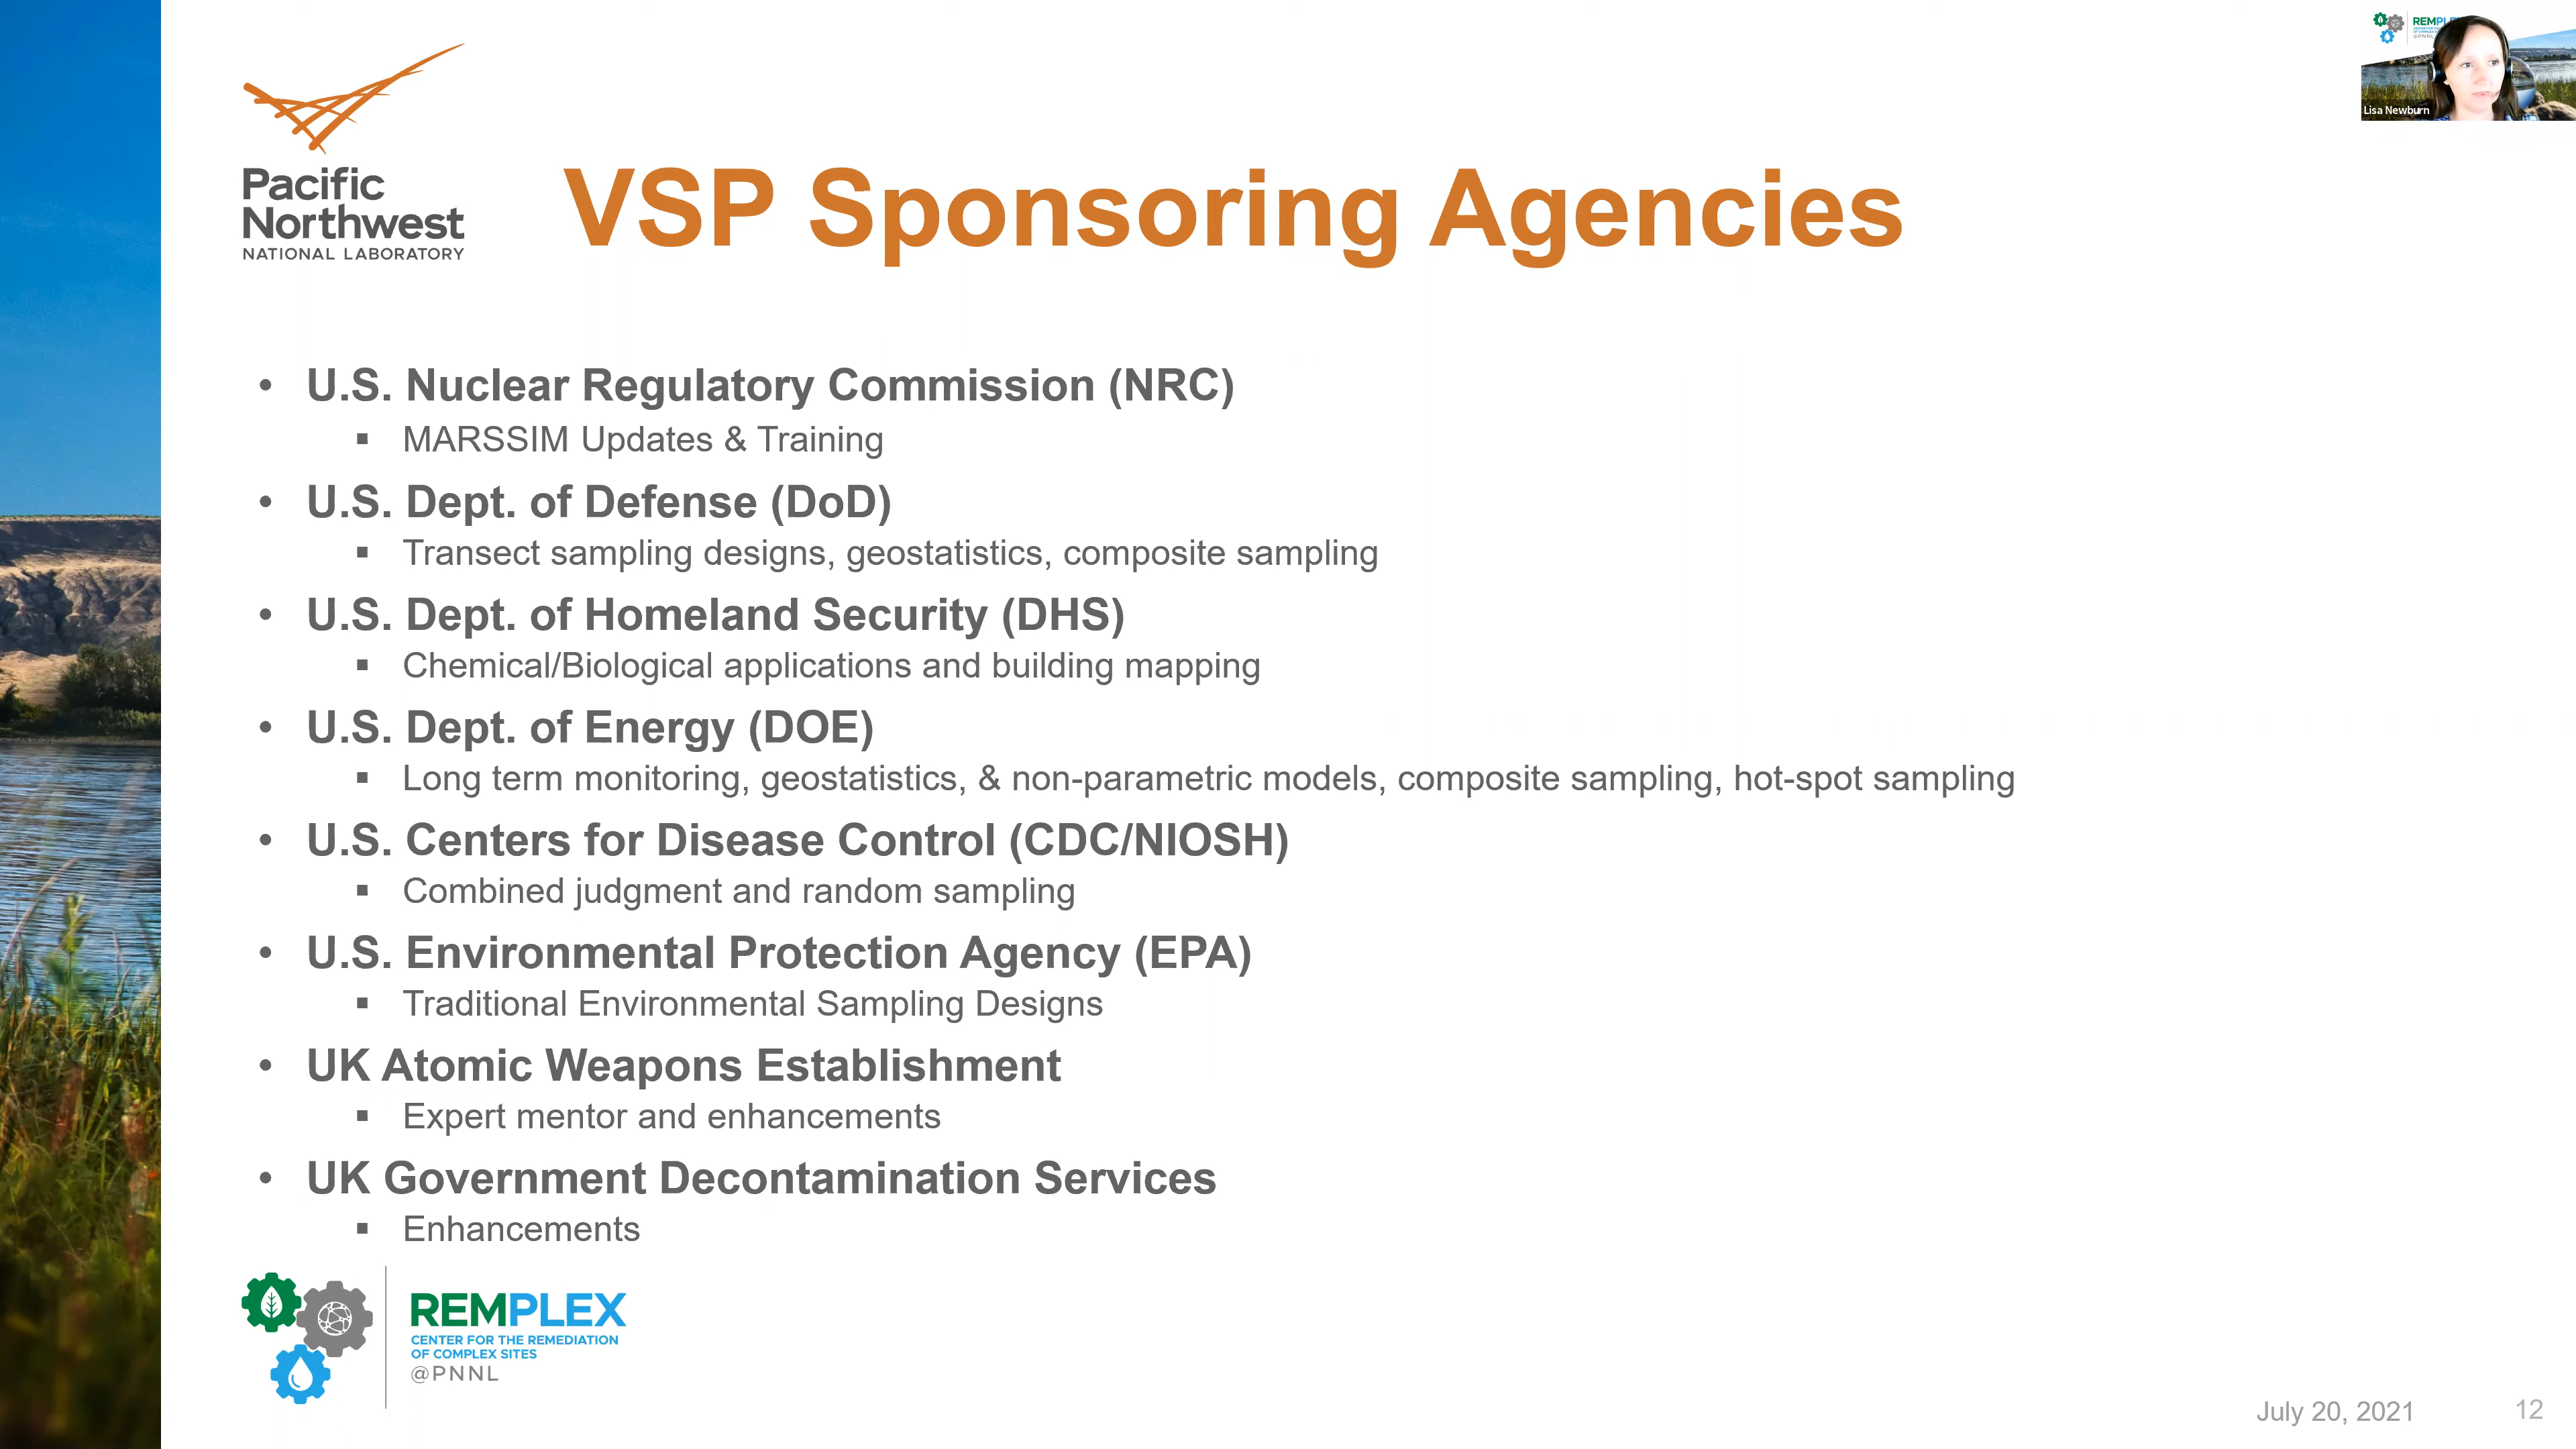 Pacific
Northwest
NATIONAL LABORATORY
VSP Sponsoring Agencies
Lisa Newburn
• U.S. Nuclear Regulatory Commission (NRC)
▪ MARSSIM Updates & Training
• U.S. Dept. of Defense (DoD)
▪ Transect sampling designs, geostatistics, composite sampling
• U.S. Dept. of Homeland Security (DHS)
▪ Chemical/Biological applications and building mapping
• U.S. Dept. of Energy (DOE)
▪ Long term monitoring, geostatistics, & non-parametric models, composite sampling, hot-spot sampling
• U.S. Centers for Disease Control (CDC/NIOSH)
▪ Combined judgment and random sampling
• U.S. Environmental Protection Agency (EPA)
▪ Traditional Environmental Sampling Designs
• UK Atomic Weapons Establishment
▪ Expert mentor and enhancements
• UK Government Decontamination Services
▪ Enhancements
REMPLEX
CENTER FOR THE REMEDIATION
OF COMPLEX SITES
@PNNL
July 20, 2021
12